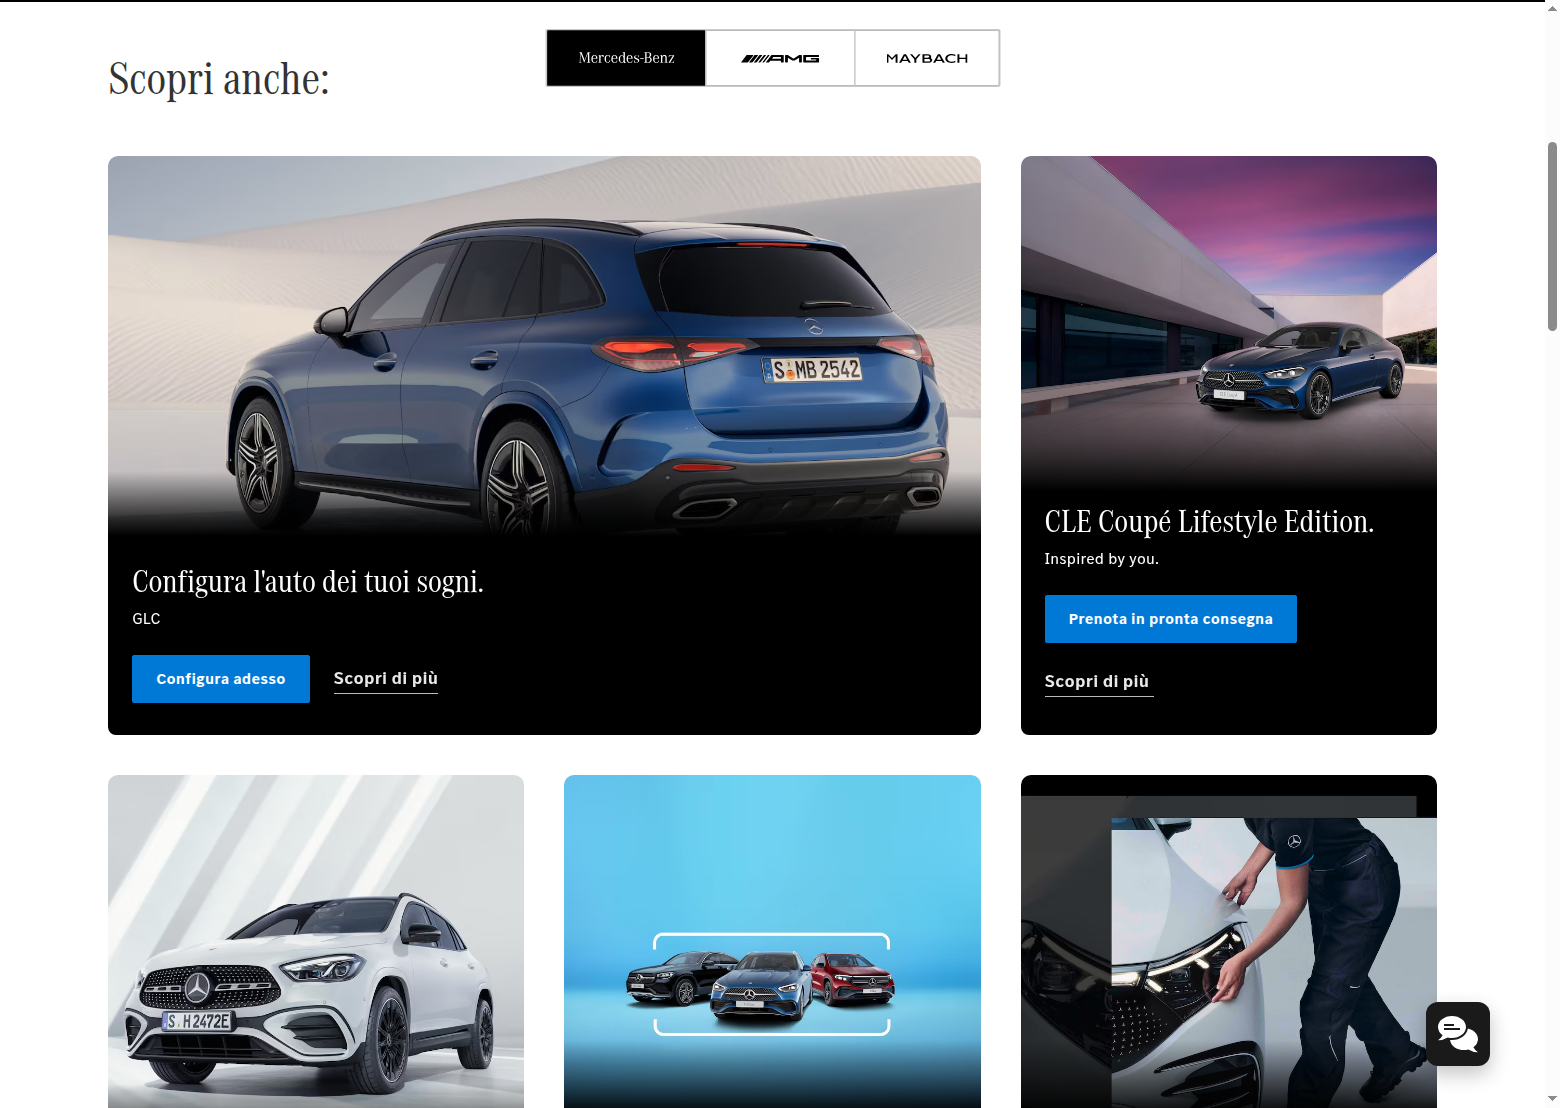 Scopri anche:
Mercedes-Benz
AMG
MAYBACH
S MB 2542
CLE Coupé Lifestyle Edition.
Inspired by you.
Prenota in pronta consegna
Scopri di più
Configura l'auto dei tuoi sogni.
GLC
Configura adesso
Scopri di più
S H 2472E